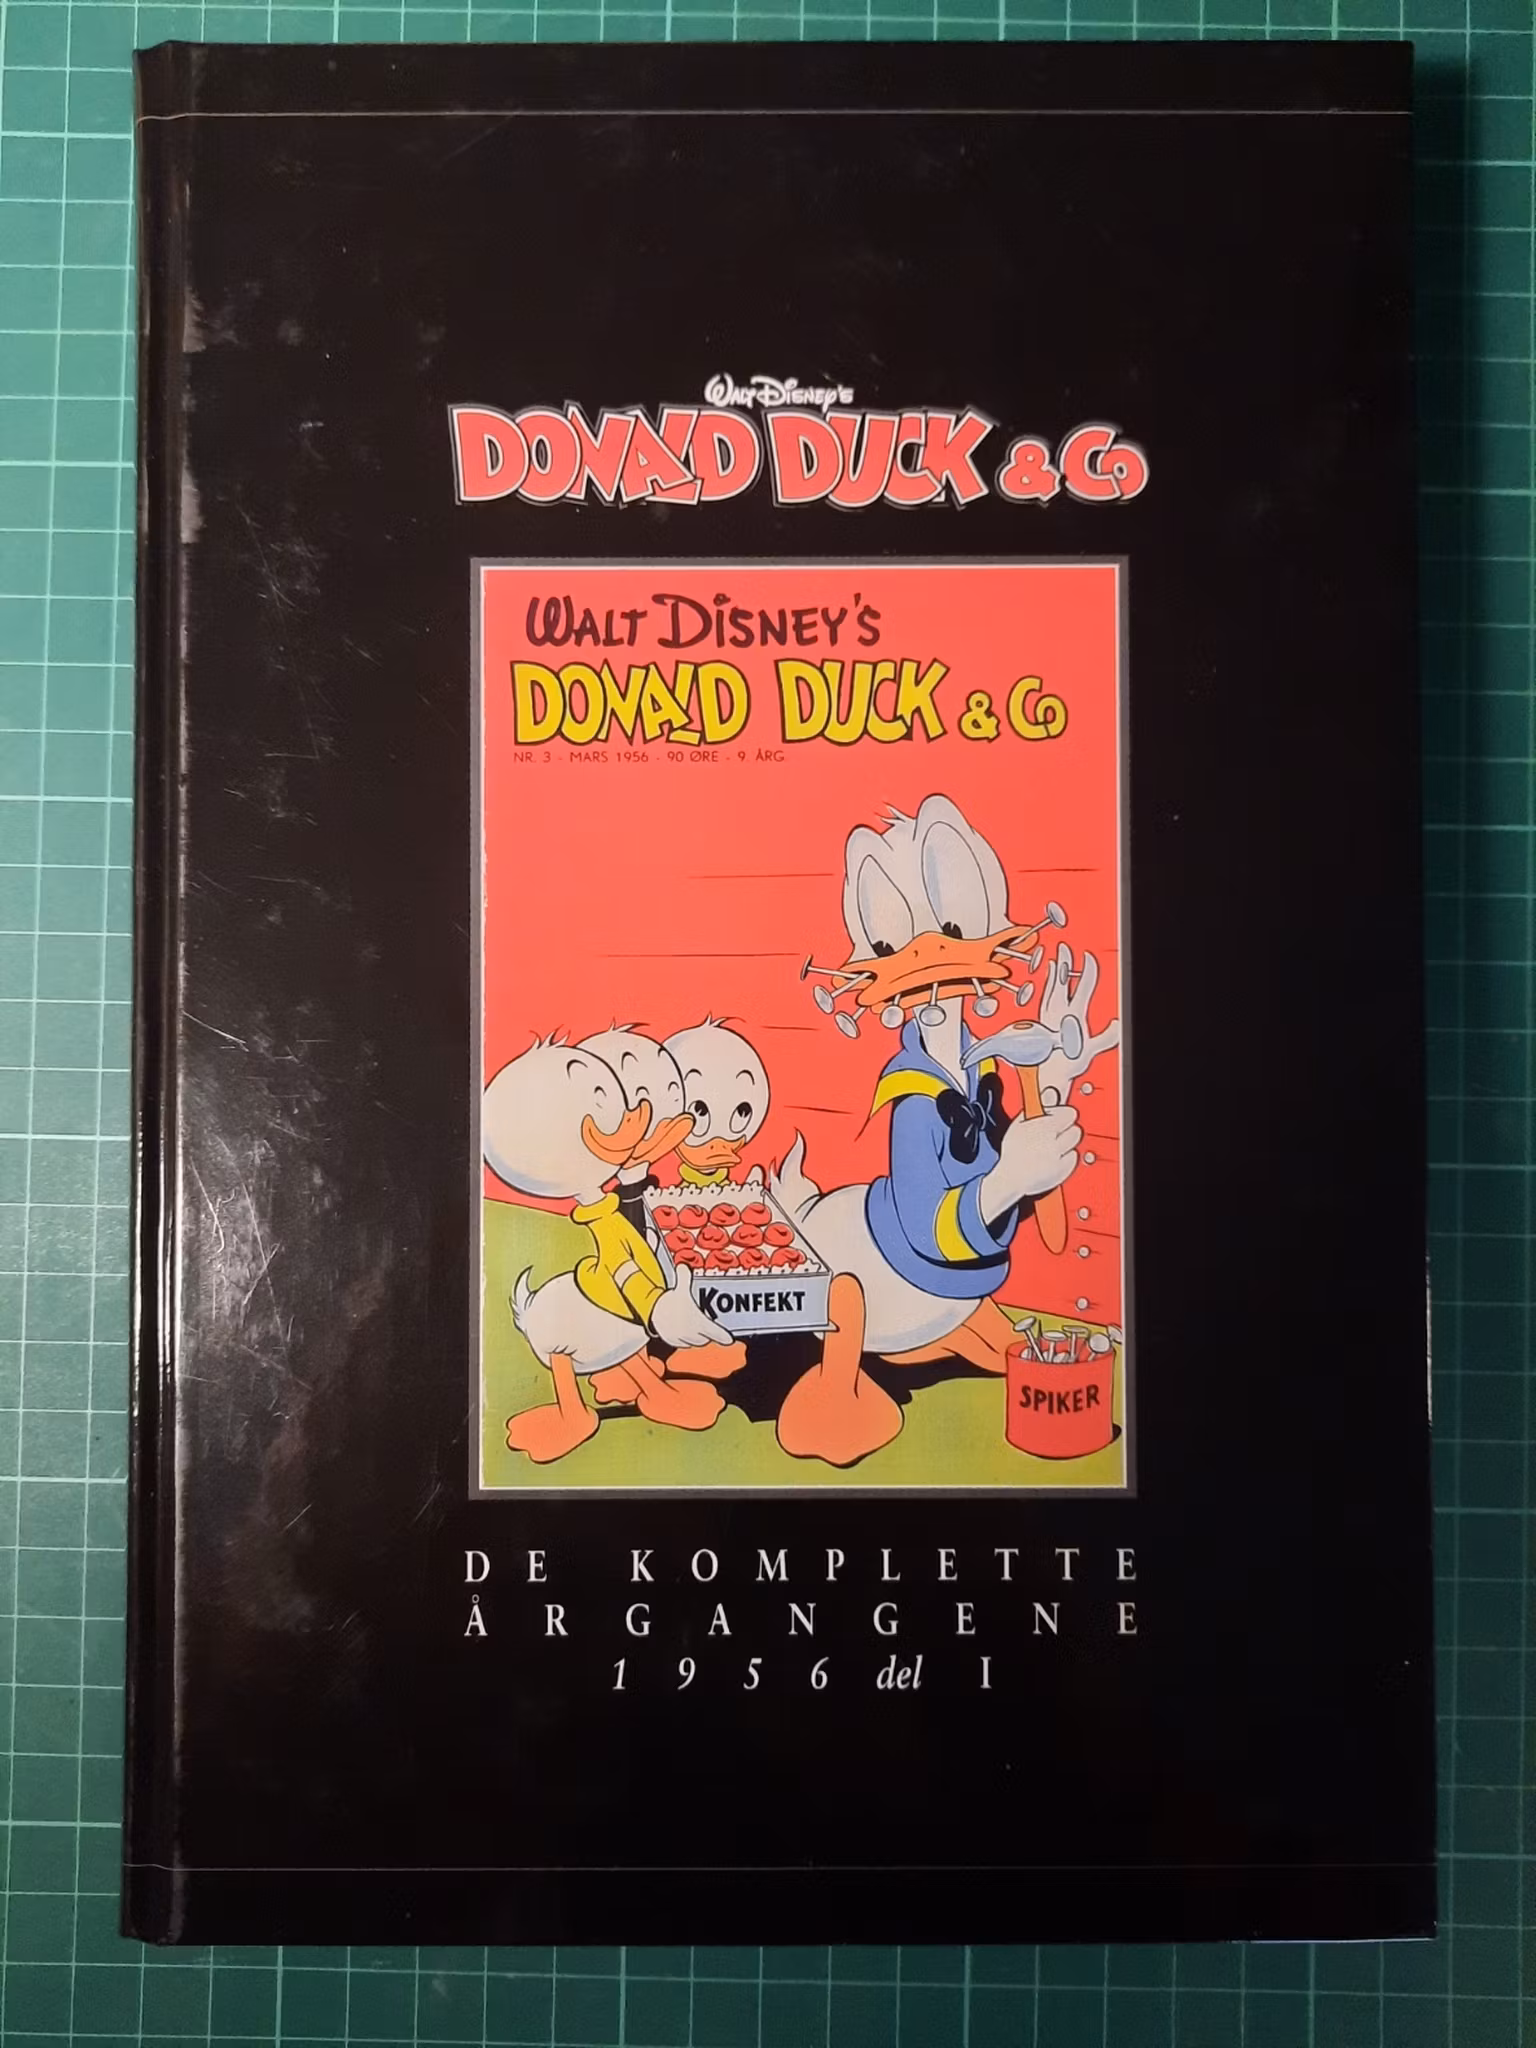 WALT DISNEY'S
DONALD DUCK & CO
WALT DISNEY'S
DONALD DUCK & CO
NR. 3 - MARS 1956 - 90 ØRE - 9. ÅRG.
KONFEKT
SPIKER
DE KOMPLETTE
ÅRGANGENE
1956 del I